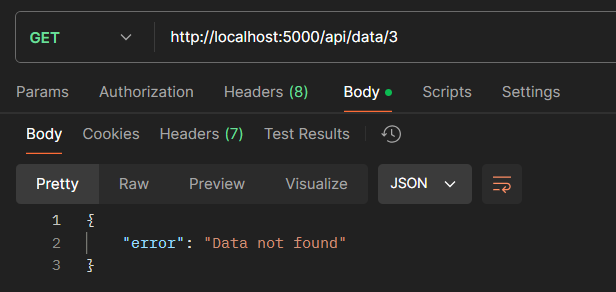 GET http://localhost:5000/api/data/3
Params Authorization Headers (8) Body Scripts Settings
Body Cookies Headers (7) Test Results
Pretty Raw Preview Visualize JSON
1 {
2 "error": "Data not found"
3 }